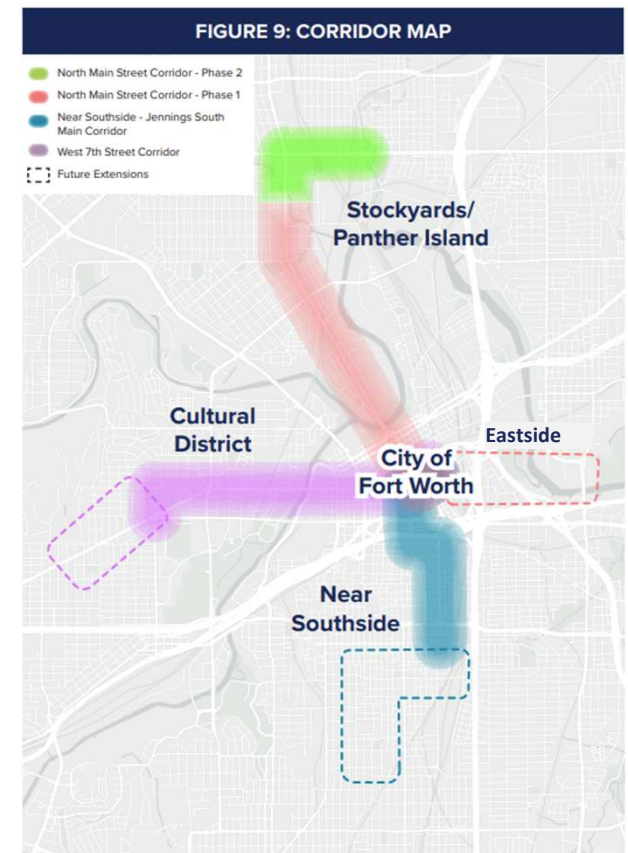 FIGURE 9: CORRIDOR MAP
North Main Street Corridor - Phase 2
North Main Street Corridor - Phase 1
Near Southside - Jennings South
Main Corridor
West 7th Street Corridor
Future Extensions
Stockyards/
Panther Island
Cultural
District
Eastside
City of
Fort Worth
Near
Southside